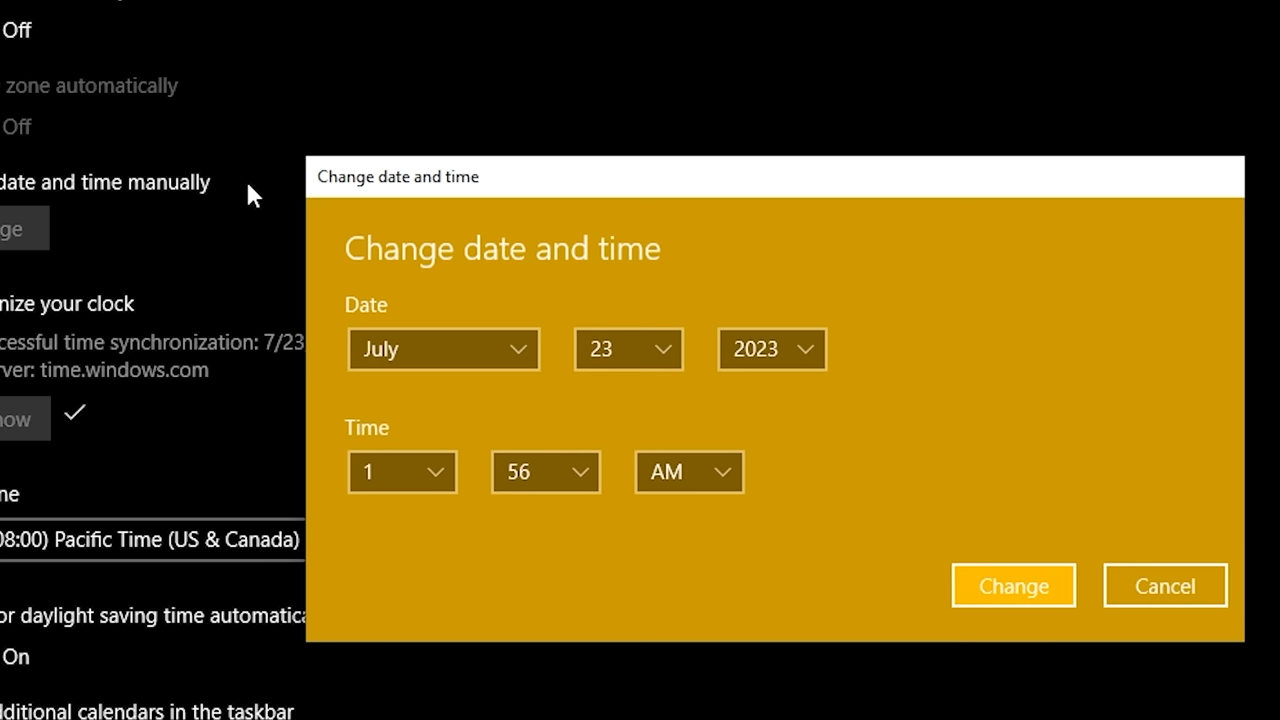 Off
zone automatically
Off
date and time manually
ge
nize your clock
cessful time synchronization: 7/23
ver: time.windows.com
now
ne
08:00) Pacific Time (US & Canada)
or daylight saving time automatica
On
dditional calendars in the taskbar
Change date and time
Change date and time
Date
July 23 2023
Time
1 56 AM
Change Cancel